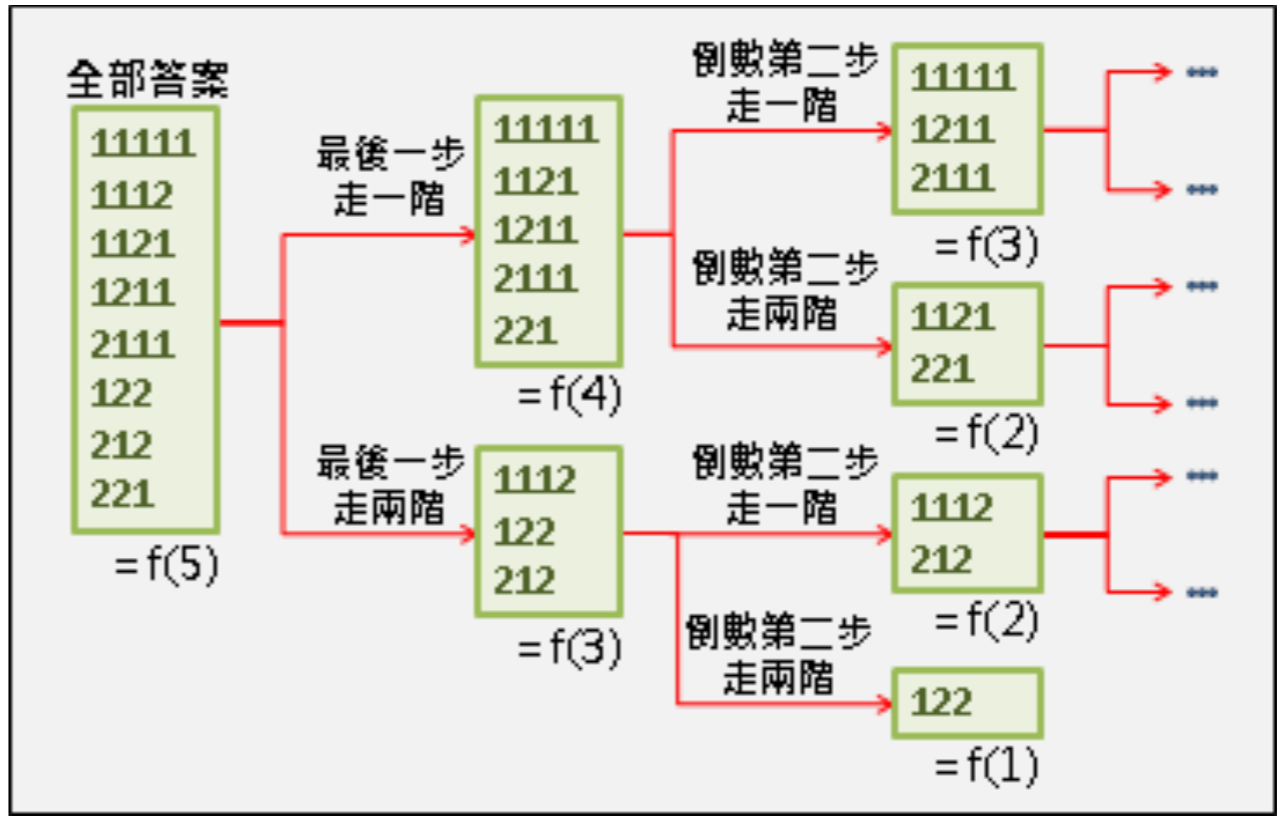 全部答案
11111
1112
1121
1211
2111
122
212
221
=f(5)
最後一步
走一階
11111
1121
1211
2111
221
=f(4)
最後一步
走兩階
1112
122
212
=f(3)
倒數第二步
走一階
11111
1211
2111
=f(3)
倒數第二步
走兩階
1121
221
=f(2)
倒數第二步
走一階
1112
212
=f(2)
倒數第二步
走兩階
122
=f(1)
...
...
...
...
...
...